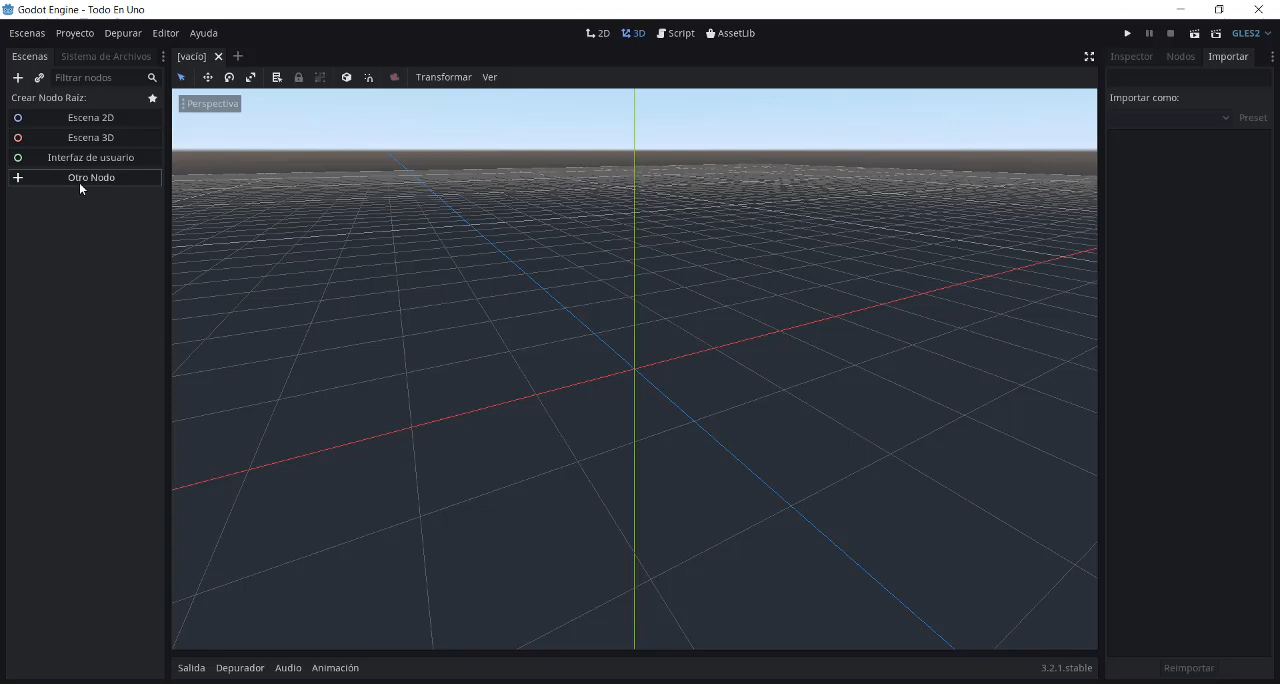 Godot Engine - Todo En Uno
Escenas Proyecto Depurar Editor Ayuda
2D 3D Script AssetLib
GLES2
Escenas Sistema de Archivos
[vacío]
Inspector Nodos Importar
Filtrar nodos
Transformar Ver
Crear Nodo Raíz:
Importar como:
Perspectiva
Escena 2D
Preset
Escena 3D
Interfaz de usuario
Otro Nodo
Salida Depurador Audio Animación
3.2.1.stable
Reimportar